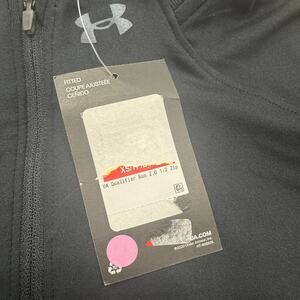 FITTED
COUPE AJUSTÉE
CEÑIDO
UA Qualifier Run 2.0 1/2 Zip
UA.COM